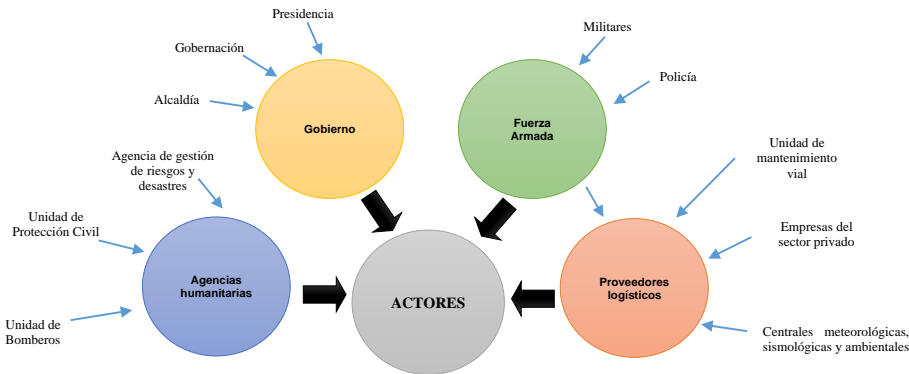 Presidencia
Gobernación
Alcaldía
Gobierno
Militares
Policía
Fuerza
Armada
Agencia de gestión
de riesgos y
desastres
Unidad de
Protección Civil
Unidad de
Bomberos
Agencias
humanitarias
ACTORES
Unidad de
mantenimiento
vial
Empresas del
sector privado
Centrales meteorológicas,
sismológicas y ambientales
Proveedores
logísticos